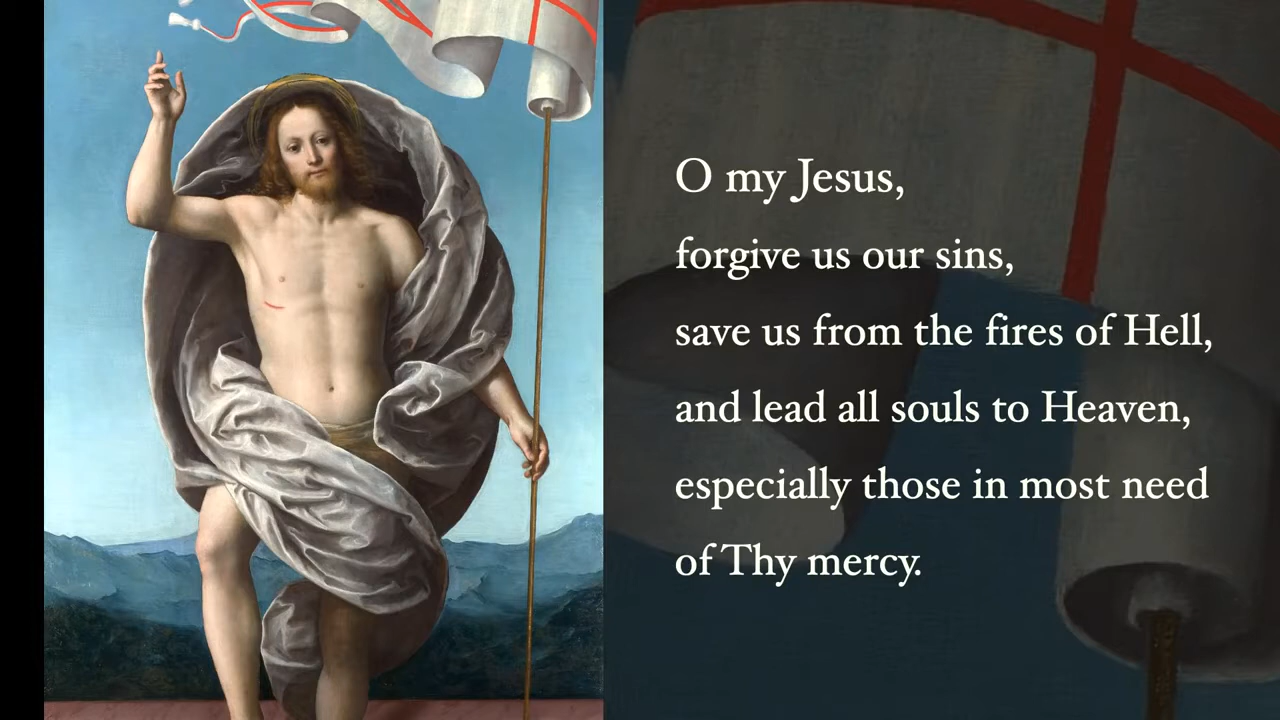 O my Jesus,
forgive us our sins,
save us from the fires of Hell,
and lead all souls to Heaven,
especially those in most need
of Thy mercy.